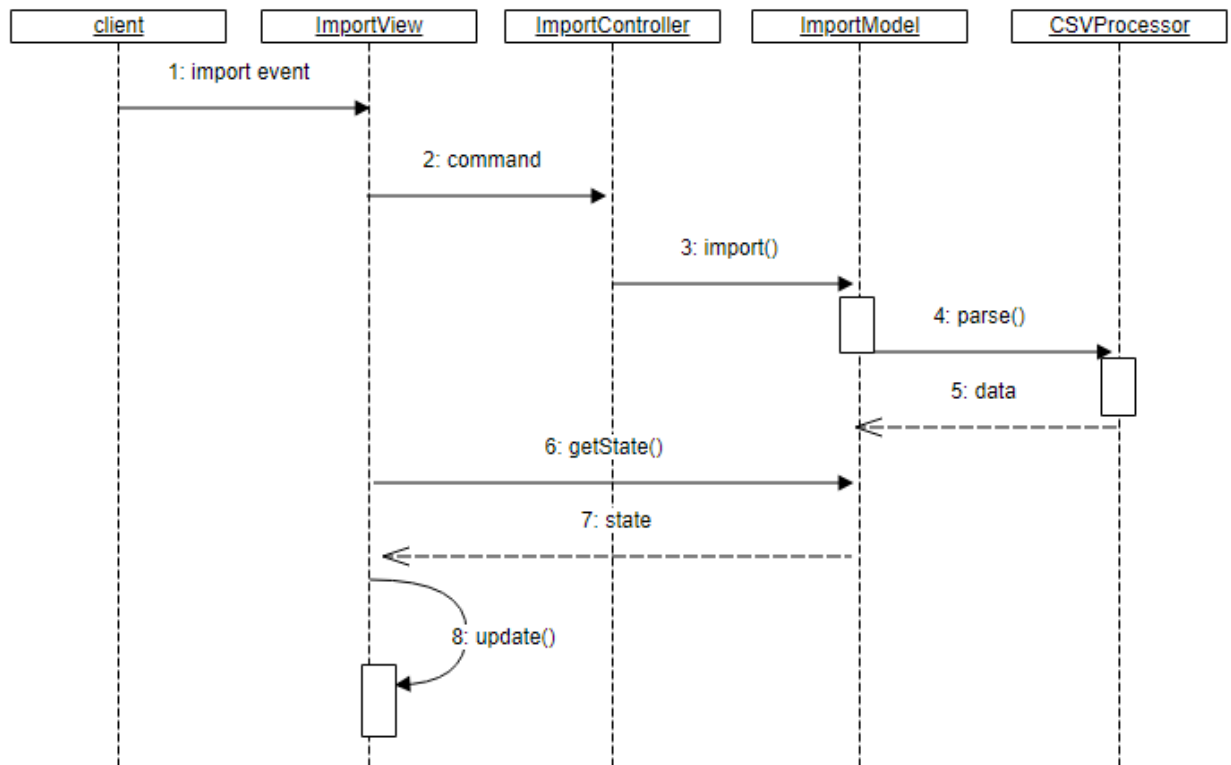 client
ImportView
ImportController
ImportModel
CSVProcessor
1: import event
2: command
3: import()
4: parse()
5: data
6: getState()
7: state
8: update()